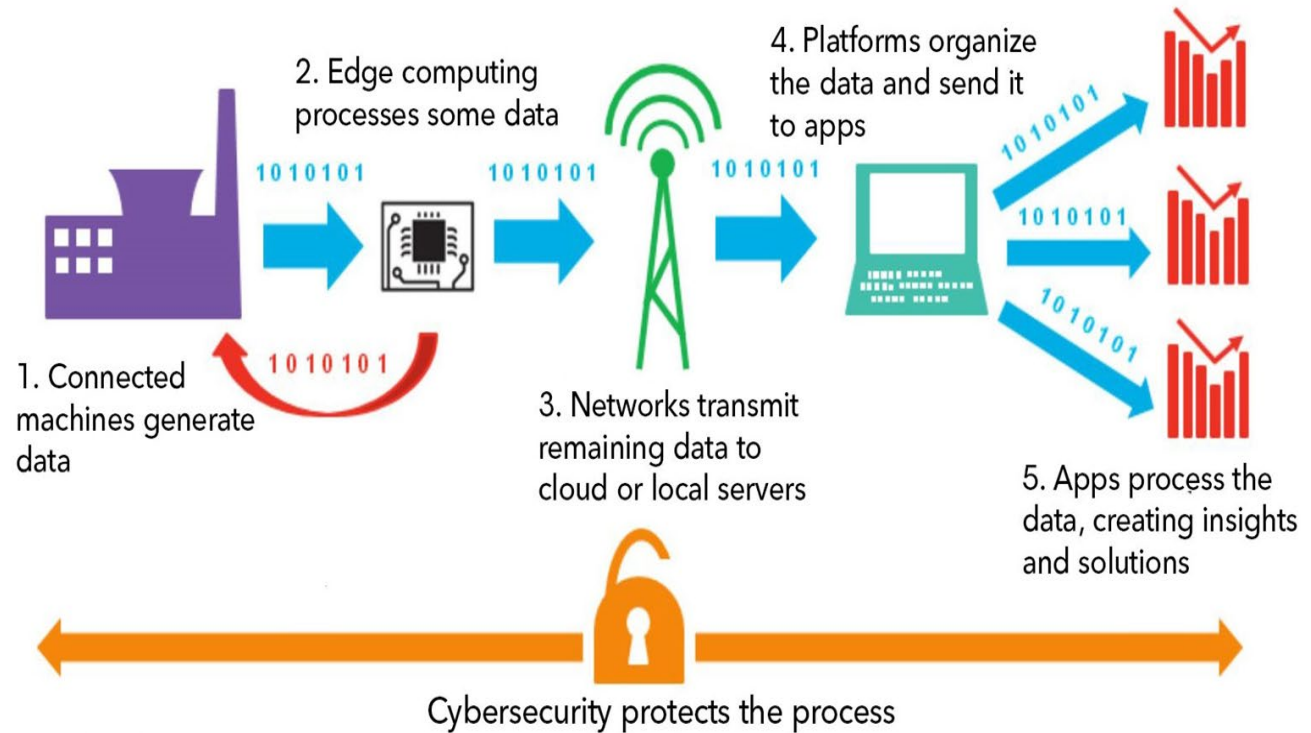 1. Connected
machines generate
data
2. Edge computing
processes some data
3. Networks transmit
remaining data to
cloud or local servers
4. Platforms organize
the data and send it
to apps
5. Apps process the
data, creating insights
and solutions
1010101
1010101
1010101
1010101
1010101
1010101
1010101
Cybersecurity protects the process